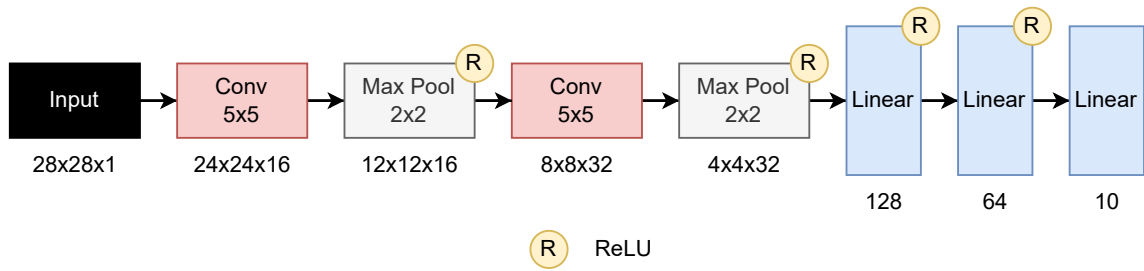 Input
28x28x1
Conv
5x5
24x24x16
R
Max Pool
2x2
12x12x16
Conv
5x5
8x8x32
R
Max Pool
2x2
4x4x32
R
Linear
128
R
Linear
64
Linear
10
R ReLU